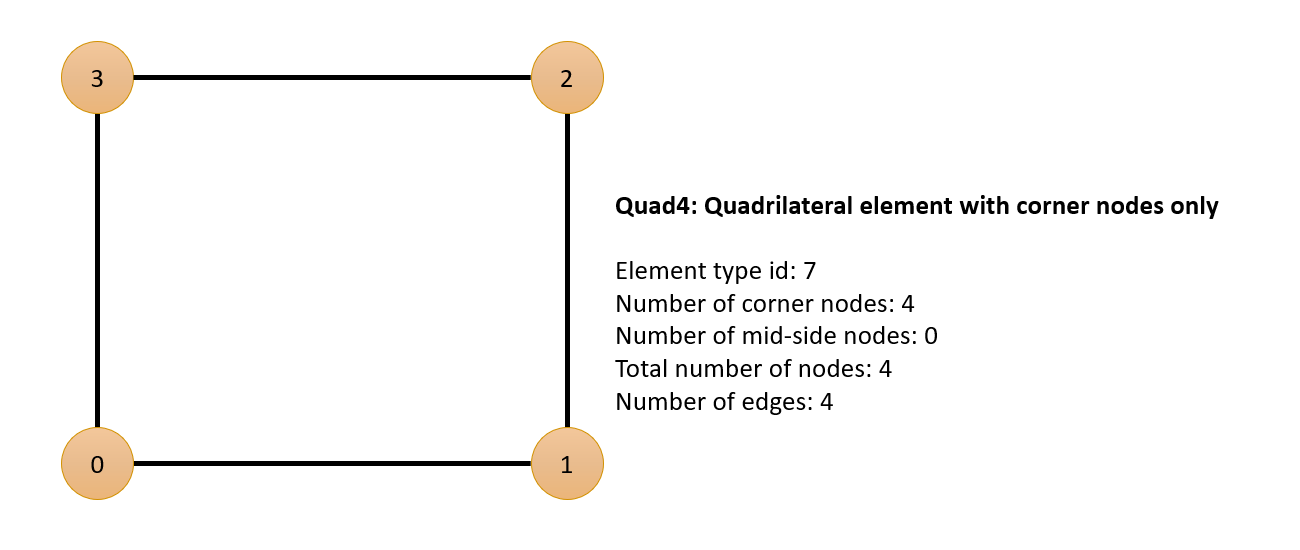 3
2
Quad4: Quadrilateral element with corner nodes only
Element type id: 7
Number of corner nodes: 4
Number of mid-side nodes: 0
Total number of nodes: 4
Number of edges: 4
0
1